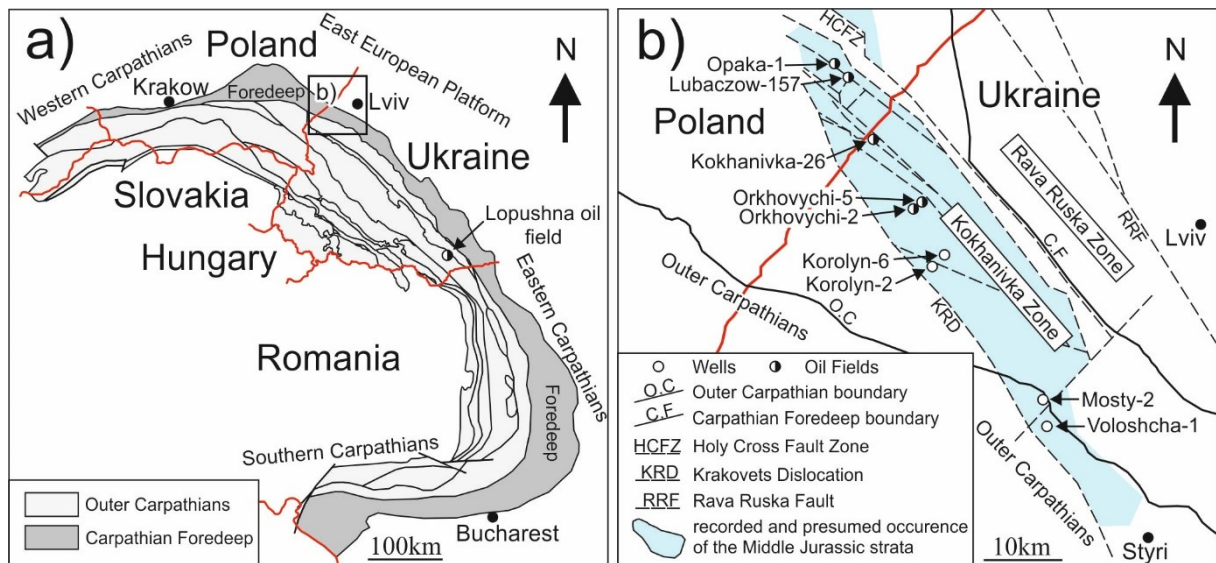 a)
Poland
East European Platform
N
Western Carpathians
Krakow
Foredeep
b)
Lviv
Ukraine
Slovakia
Lopushna oil
field
Hungary
Eastern Carpathians
Romania
Foredeep
Southern Carpathians
Outer Carpathians
Carpathian Foredeep
Bucharest
100km
b)
HCFZ
N
Opaka-1
Lubaczow-157
Ukraine
Poland
Kokhanivka-26
Rava Ruska Zone
Orkhovychi-5
Orkhovychi-2
RRF
Lviv
C.F
Kokhanivka Zone
Korolyn-6
Korolyn-2
Outer Carpathians
O.C
KRD
Wells
Oil Fields
O.C Outer Carpathian boundary
C.F Carpathian Foredeep boundary
HCFZ Holy Cross Fault Zone
KRD Krakovets Dislocation
RRF Rava Ruska Fault
recorded and presumed occurence
of the Middle Jurassic strata
Mosty-2
Voloshcha-1
Outer Carpathians
10km
Styri